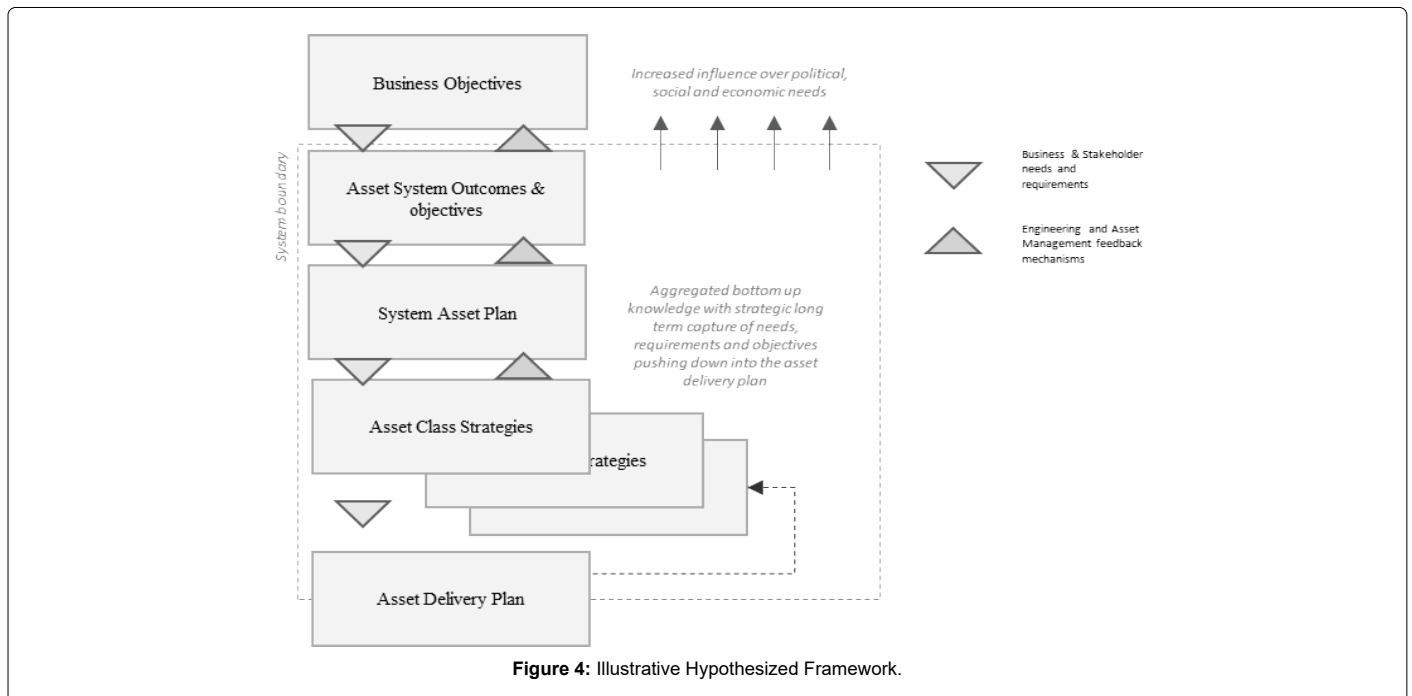 Business Objectives
Increased influence over political,
social and economic needs
System boundary
Asset System Outcomes &
objectives
Business & Stakeholder
needs and
requirements
Engineering and Asset
Management feedback
mechanisms
System Asset Plan
Aggregated bottom up
knowledge with strategic long
term capture of needs,
requirements and objectives
pushing down into the asset
delivery plan
Asset Class Strategies
rategies
Asset Delivery Plan
Figure 4: Illustrative Hypothesized Framework.